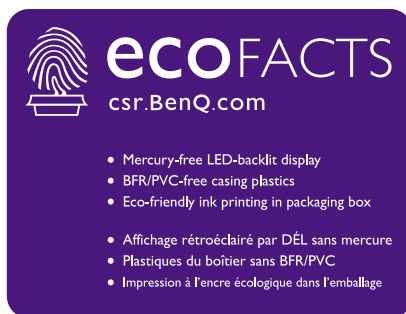 ecoFACTS
csr.BenQ.com
• Mercury-free LED-backlit display
• BFR/PVC-free casing plastics
• Eco-friendly ink printing in packaging box
• Affichage rétroéclairé par DÉL sans mercure
• Plastiques du boîtier sans BFR/PVC
• Impression à l'encre écologique dans l'emballage